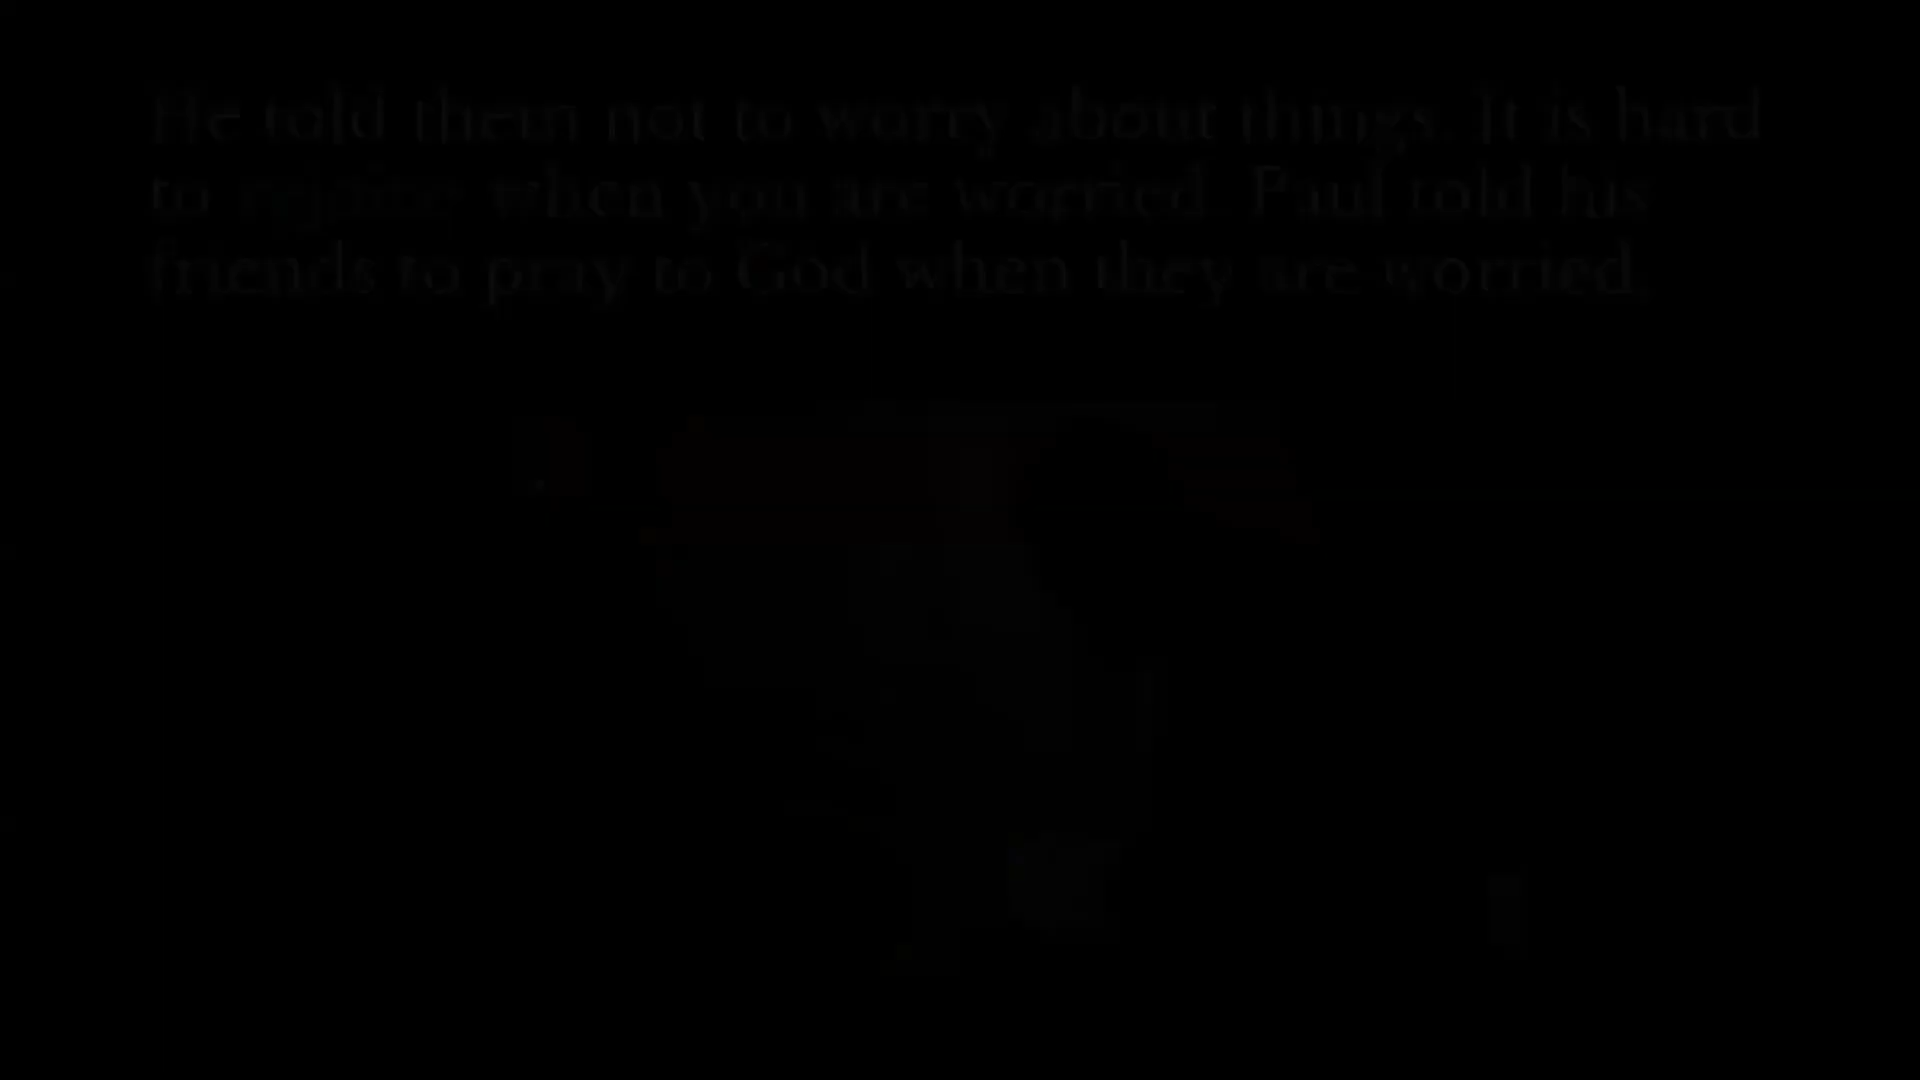 He told them not to worry about things. It is hard
to rejoice when you are worried. Paul told his
friends to pray to God when they are worried.